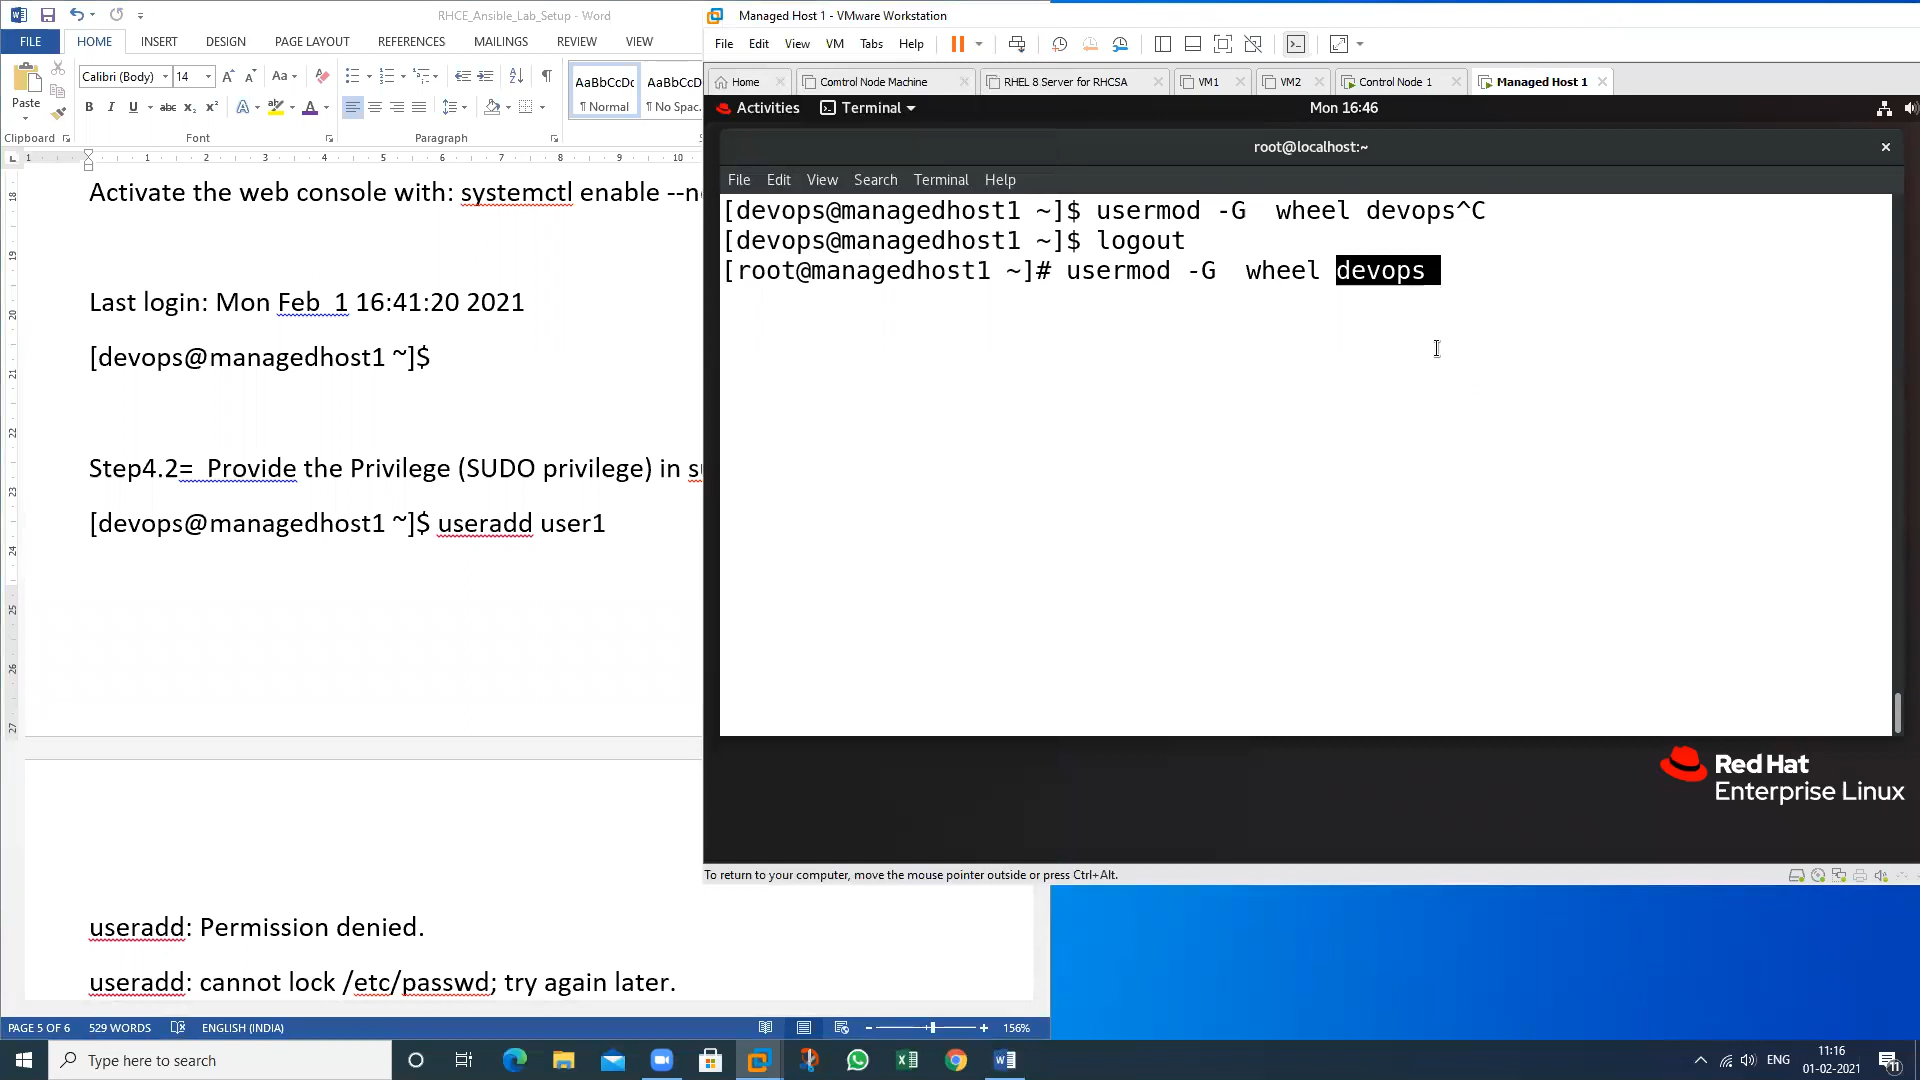 RHCE_Ansible_Lab_Setup - Word
FILE HOME INSERT DESIGN PAGE LAYOUT REFERENCES MAILINGS REVIEW VIEW
Paste
Calibri (Body) 14
AaBbCcDc AaBbCcDc
¶ Normal ¶ No Spac.
Clipboard Font Paragraph
Activate the web console with: systemctl enable --n
Last login: Mon Feb 1 16:41:20 2021
[devops@managedhost1 ~]$
Step4.2= Provide the Privilege (SUDO privilege) in s
[devops@managedhost1 ~]$ useradd user1
useradd: Permission denied.
useradd: cannot lock /etc/passwd; try again later.
PAGE 5 OF 6 529 WORDS ENGLISH (INDIA) 156%
Managed Host 1 - VMware Workstation
File Edit View VM Tabs Help
Home Comtrol Node Machine RHEL 8 Server for RHCSA VM1 VM2 Control Node 1 Managed Host 1
Activities Terminal Mon 16:46
root@localhost:~
File Edit View Search Terminal Help
[devops@managedhost1 ~]$ usermod -G  wheel devops^C
[devops@managedhost1 ~]$ logout
[root@managedhost1 ~]# usermod -G  wheel devops
Red Hat
Enterprise Linux
To return to your computer, move the mouse pointer outside or press Ctrl+Alt.
Type here to search
ENG
11:16
01-02-2021
11